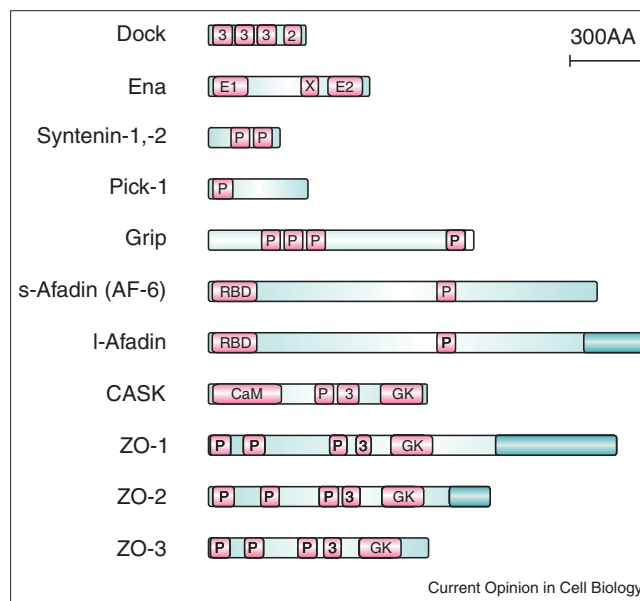 Dock 3 3 3 2
300AA
Ena E1 X E2
Syntenin-1,-2 P P
Pick-1 P
Grip P P P P
s-Afadin (AF-6) RBD P
l-Afadin RBD P
CASK CaM P 3 GK
ZO-1 P P P 3 GK
ZO-2 P P P 3 GK
ZO-3 P P P 3 GK
Current Opinion in Cell Biology